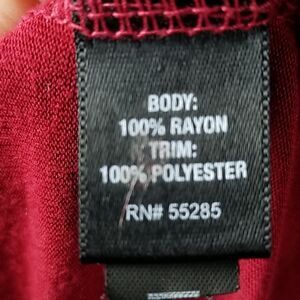 BODY:
100% RAYON
TRIM:
100% POLYESTER
RN# 55285